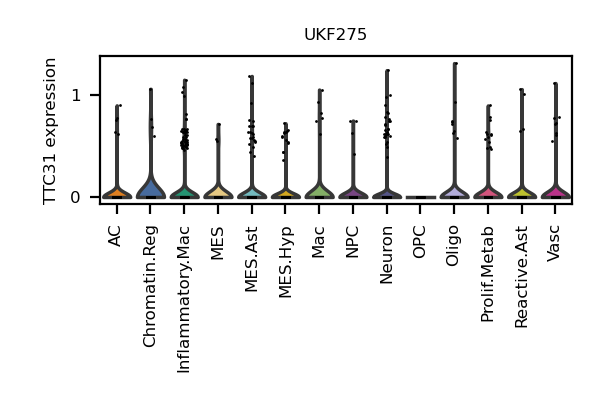 UKF275
TTC31 expression
1
0
AC
Chromatin.Reg
Inflammatory.Mac
MES
MES.Ast
MES.Hyp
Mac
NPC
Neuron
OPC
Oligo
Prolif.Metab
Reactive.Ast
Vasc